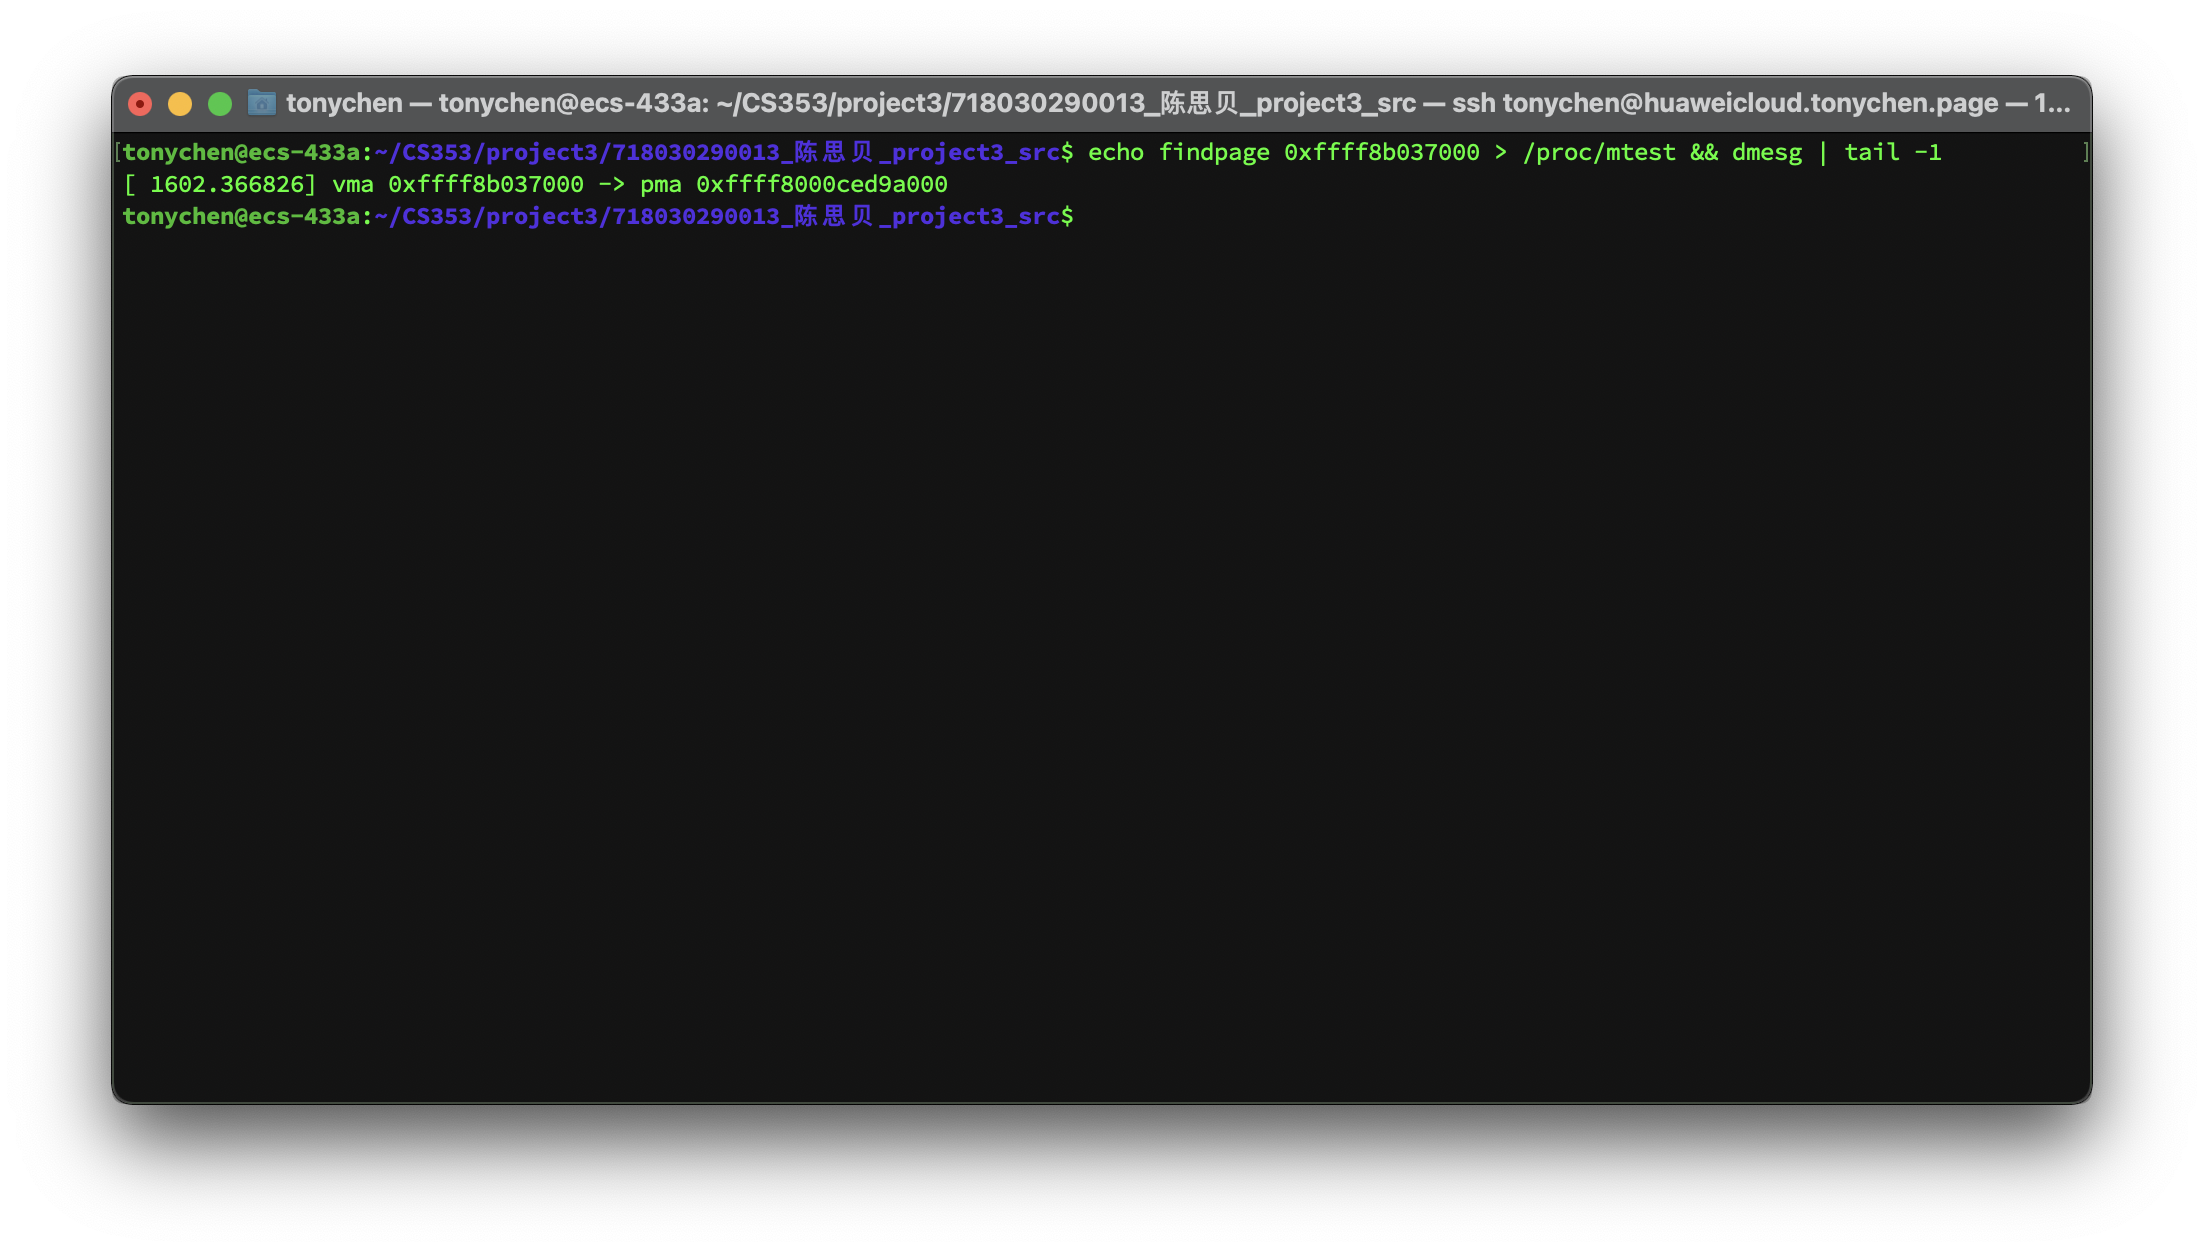 tonychen — tonychen@ecs-433a: ~/CS353/project3/718030290013_陈思贝_project3_src — ssh tonychen@huaweicloud.tonychen.page — 1...
[tonychen@ecs-433a:~/CS353/project3/718030290013_陈思贝_project3_src$ echo findpage 0xffff8b037000 > /proc/mtest && dmesg | tail -1 ]
[ 1602.366826] vma 0xffff8b037000 -> pma 0xffff8000ced9a000
tonychen@ecs-433a:~/CS353/project3/718030290013_陈思贝_project3_src$